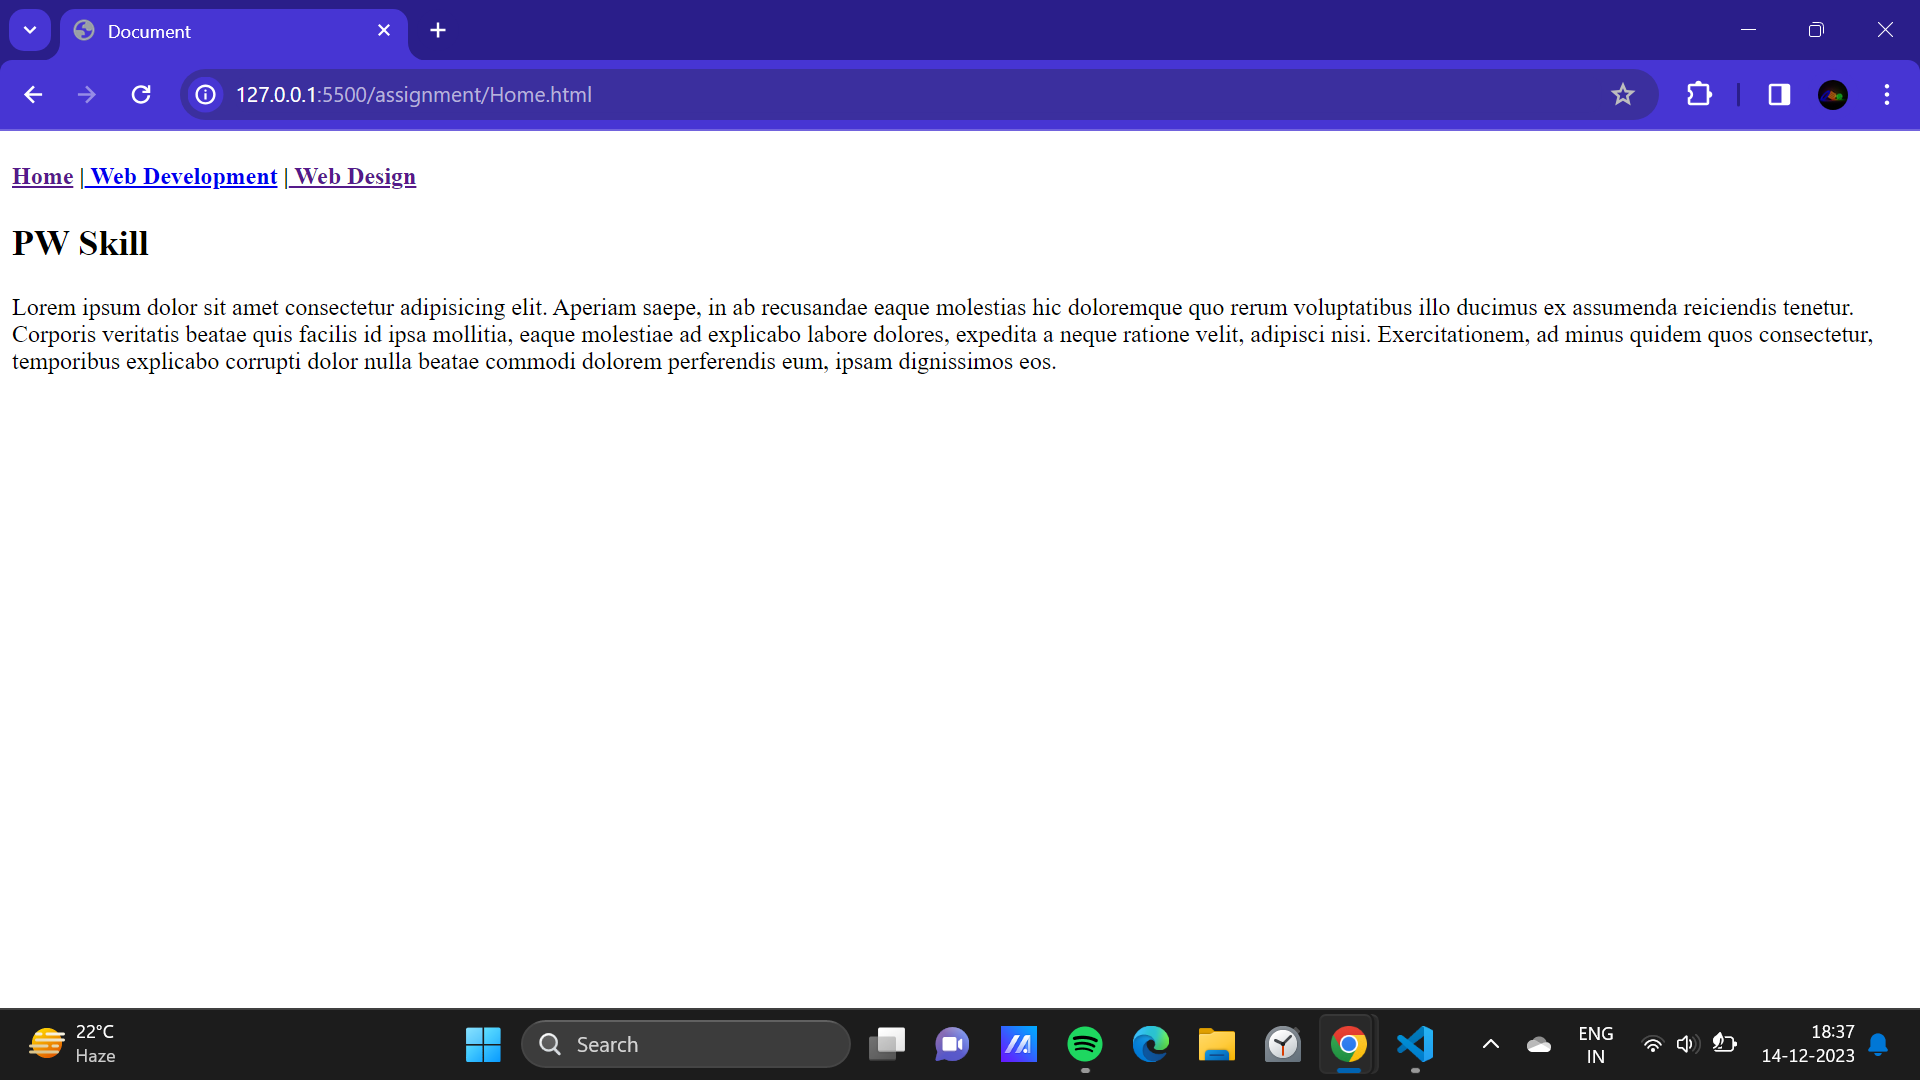 Document
127.0.0.1:5500/assignment/Home.html
Home | Web Development | Web Design
PW Skill
Lorem ipsum dolor sit amet consectetur adipisicing elit. Aperiam saepe, in ab recusandae eaque molestias hic doloremque quo rerum voluptatibus illo ducimus ex assumenda reiciendis tenetur.
Corporis veritatis beatae quis facilis id ipsa mollitia, eaque molestiae ad explicabo labore dolores, expedita a neque ratione velit, adipisci nisi. Exercitationem, ad minus quidem quos consectetur,
temporibus explicabo corrupti dolor nulla beatae commodi dolorem perferendis eum, ipsam dignissimos eos.
22°C
Haze
Search
ENG
IN
18:37
14-12-2023